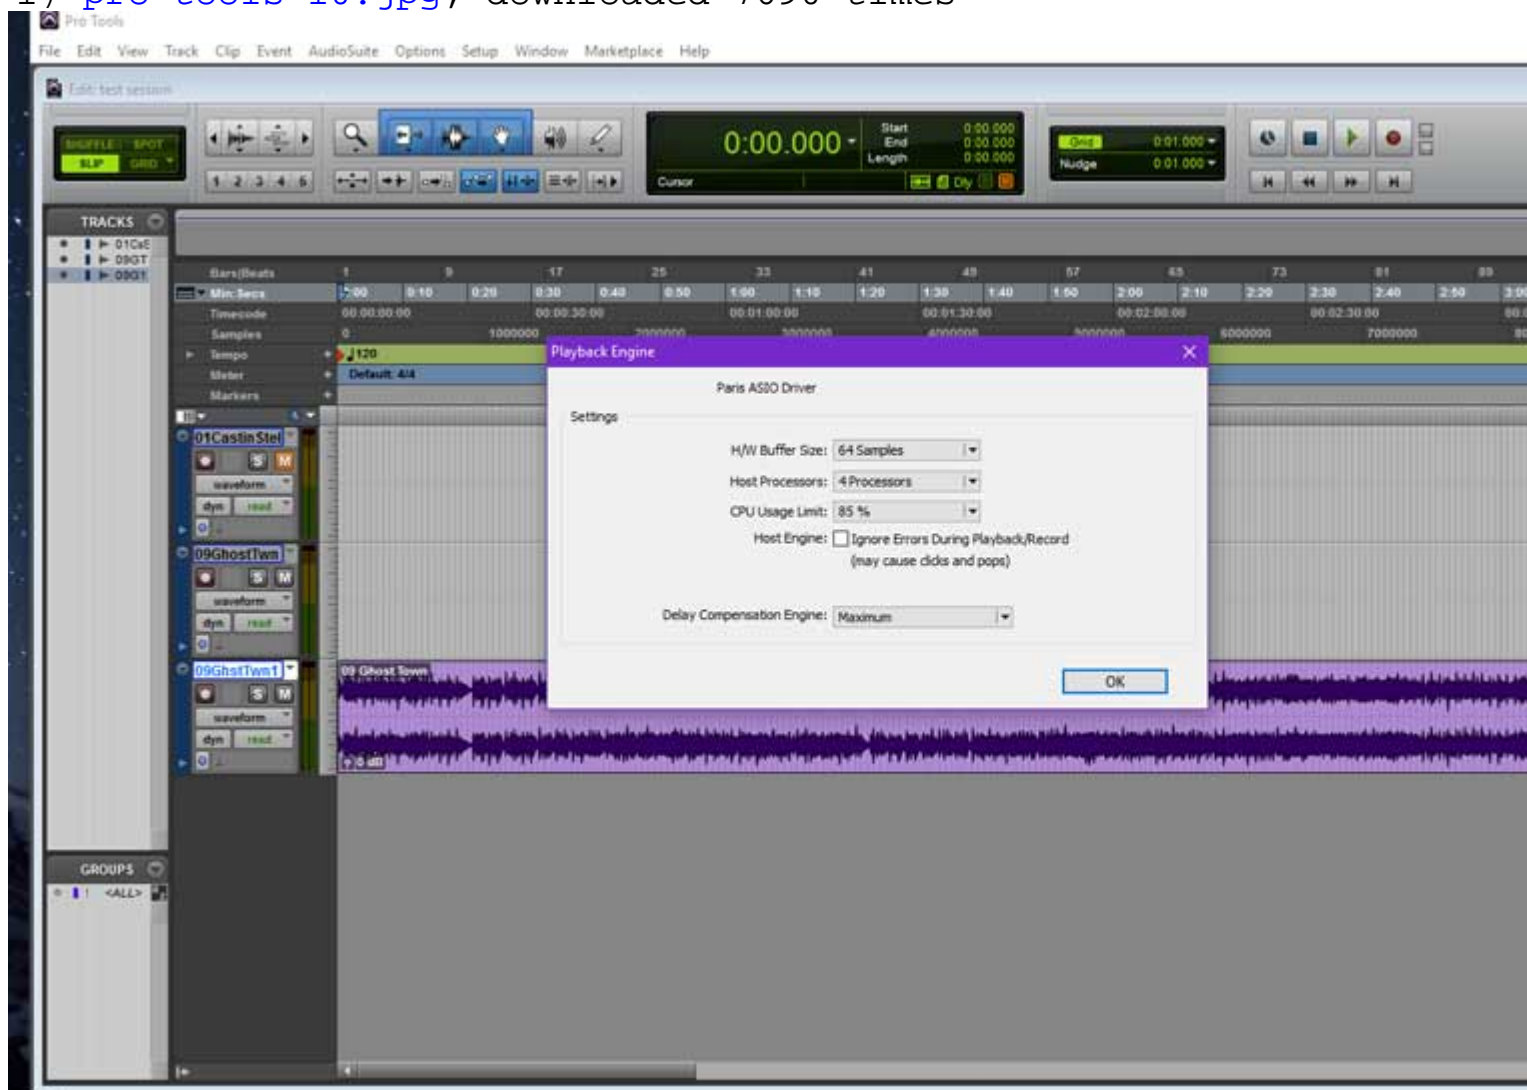 Pro Tools
File Edit View Track Clip Event AudioSuite Options Setup Window Marketplace Help
Edit: test session
SHUFFLE SPOT
SLIP GRID
1 2 3 4 5
0:00.000
Start 0:00.000
End 0:00.000
Length 0:00.000
Cursor
Dly
Grid 0:01.000
Nudge 0:01.000
TRACKS
01CsS
09GT
09GT
Bars|Beats 1 9 17 25 33 41 49 57 65 73 81 89
Min:Secs 0:10 0:20 0:30 0:40 0:50 1:00 1:10 1:20 1:30 1:40 1:50 2:00 2:10 2:20 2:30 2:40 2:50
Timecode 00:00:00:00 00:00:30:00 00:01:00:00 00:01:30:00 00:02:00:00 00:02:30:00
Samples 0 1000000 2000000 3000000 4000000 5000000 6000000 7000000
Tempo 120
Meter Default: 4/4
Markers
Playback Engine
Paris ASIO Driver
Settings
H/W Buffer Size: 64 Samples
Host Processors: 4 Processors
CPU Usage Limit: 85 %
Host Engine: Ignore Errors During Playback/Record
(may cause clicks and pops)
Delay Compensation Engine: Maximum
OK
01CastinStel
S M
waveform
dyn read
09GhostTwn
S M
waveform
dyn read
09GhstTwn1
S M
waveform
dyn read
09 Ghost Town
0 dB
GROUPS
! <ALL>